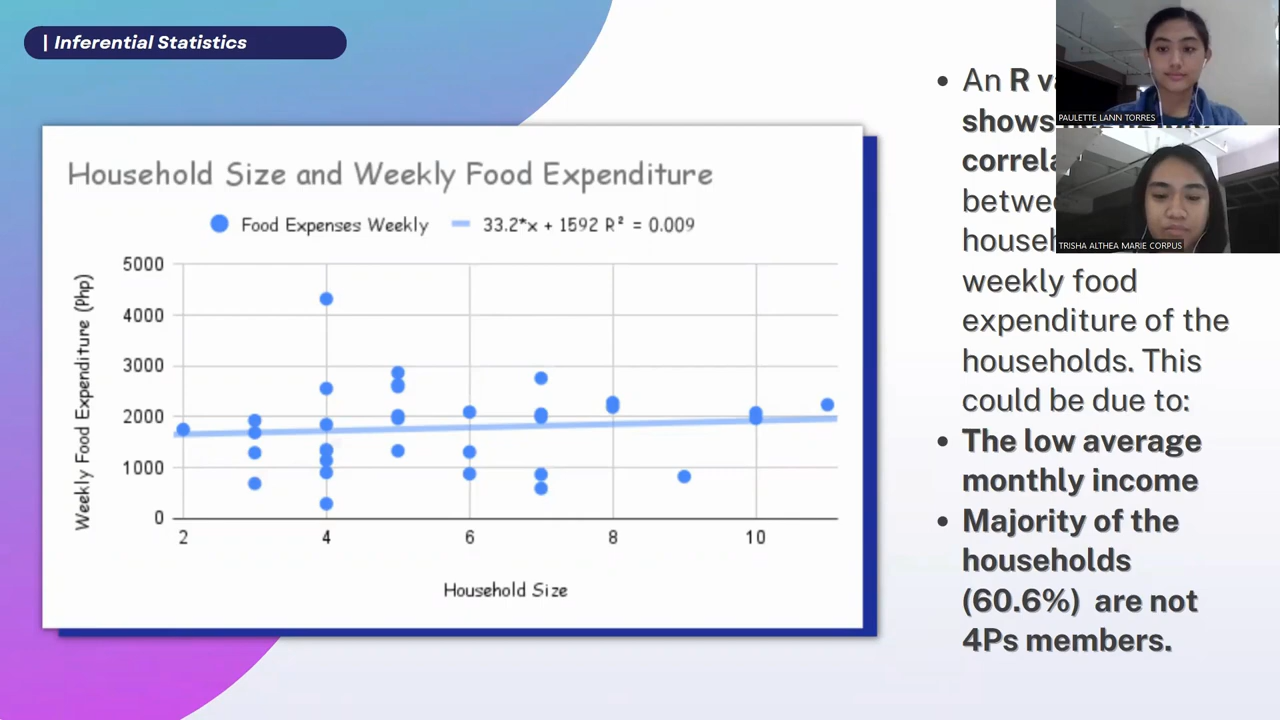 | Inferential Statistics
Household Size and Weekly Food Expenditure
Food Expenses Weekly
33.2*x + 1592 R² = 0.009
Weekly Food Expenditure (Php)
5000
4000
3000
2000
1000
0
2
4
6
8
10
Household Size
• An R
shows
between
household
weekly food
expenditure of the
households. This
could be due to:
• The low average
monthly income
• Majority of the
households
(60.6%) are not
4Ps members.
PAULETTE LANN TORRES
TRISHA ALTHEA MARIE CORPUS